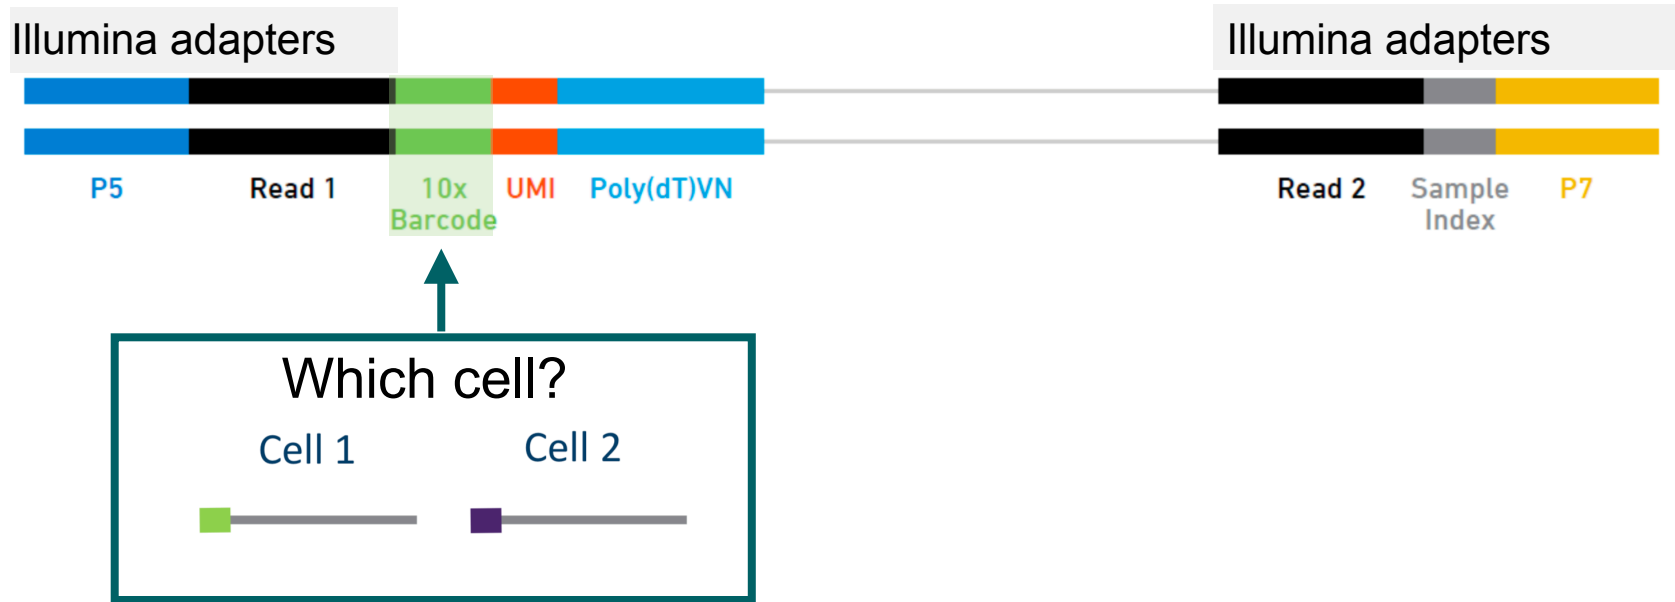 Illumina adapters
Illumina adapters
P5
Read 1
10x
Barcode
UMI
Poly(dT)VN
Read 2
Sample
Index
P7
Which cell?
Cell 1
Cell 2